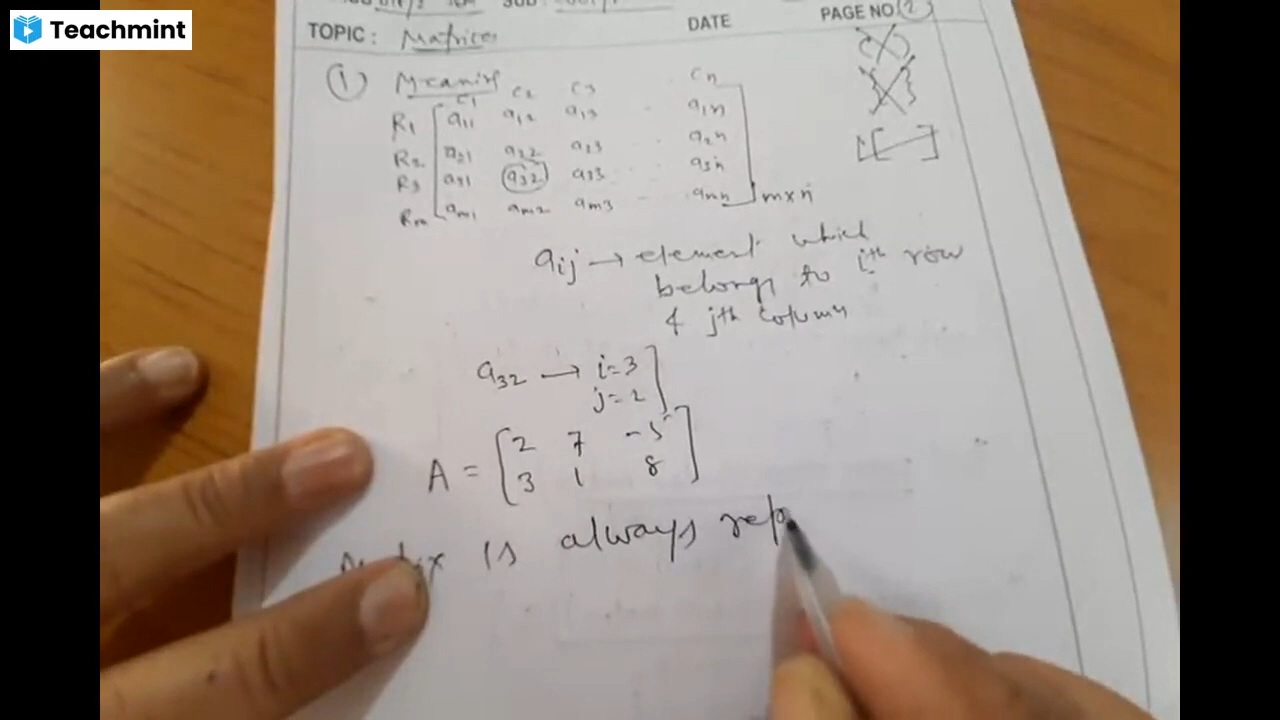 Teachmint
DATE
PAGE NO. 2
TOPIC : Matrices
① Meaning
C1 C2 C3 Cn
R1 a11 a12 a13 .. a1n
R2 a21 a22 a23 .. a2n
R3 a31 a32 a33 .. a3n
Rm am1 am2 am3 .. amn m×n
aij → element which
belongs to ith row
& jth column
a32 → i=3
j=2
A = [2 7 -5
3 1 8]
is always rep